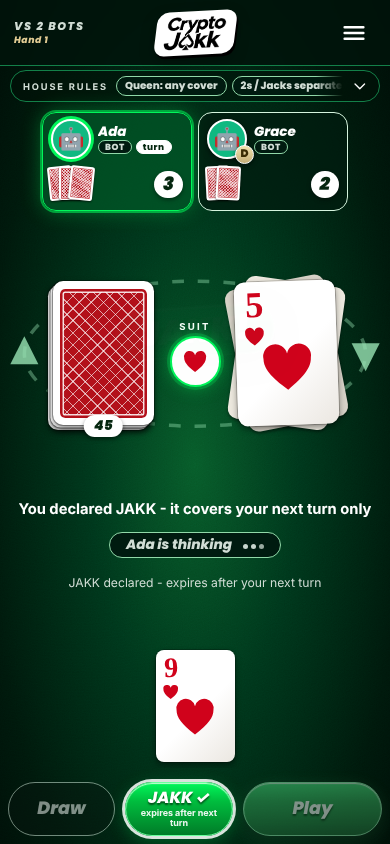 VS 2 BOTS
Hand 1
Crypto
Jakk
HOUSE RULES
Queen: any cover
2s / Jacks separate
Ada
BOT
turn
3
Grace
D
BOT
2
SUIT
5
45
You declared JAKK - it covers your next turn only
Ada is thinking
JAKK declared - expires after your next turn
9
Draw
JAKK ✓
expires after next
turn
Play